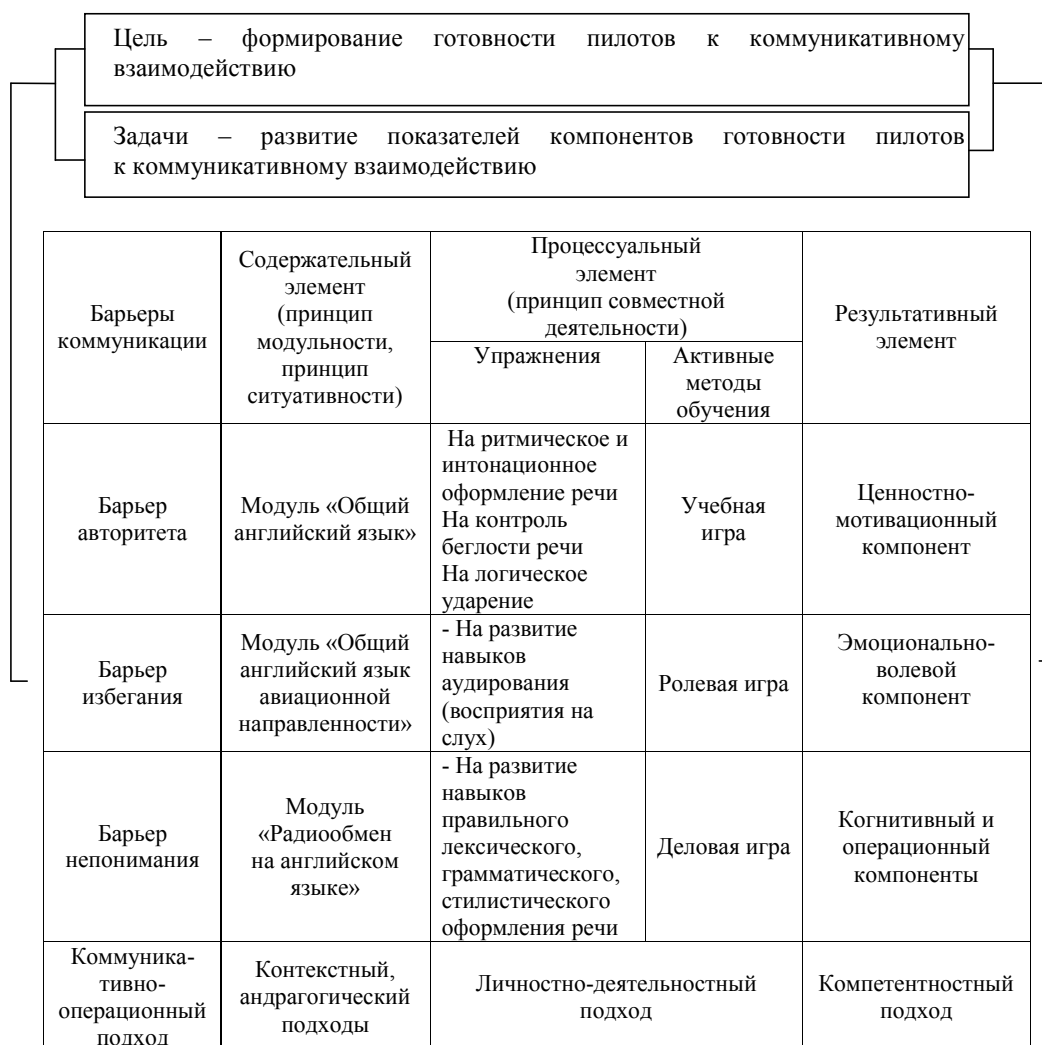 Цель – формирование готовности пилотов к коммуникативному
взаимодействию
Задачи – развитие показателей компонентов готовности пилотов
к коммуникативному взаимодействию
Барьеры
коммуникации
Содержательный
элемент
(принцип
модульности,
принцип
ситуативности)
Процессуальный
элемент
(принцип совместной
деятельности)
Упражнения
Активные
методы
обучения
Результативный
элемент
Барьер
авторитета
Модуль «Общий
английский язык»
На ритмическое и
интонационное
оформление речи
На контроль
беглости речи
На логическое
ударение
Учебная
игра
Ценностно-
мотивационный
компонент
Барьер
избегания
Модуль «Общий
английский язык
авиационной
направленности»
- На развитие
навыков
аудирования
(восприятия на
слух)
Ролевая игра
Эмоционально-
волевой
компонент
Барьер
непонимания
Модуль
«Радиообмен
на английском
языке»
- На развитие
навыков
правильного
лексического,
грамматического,
стилистического
оформления речи
Деловая игра
Когнитивный и
операционный
компоненты
Коммуника-
тивно-
операционный
подход
Контекстный,
андрагогический
подходы
Личностно-деятельностный
подход
Компетентностный
подход